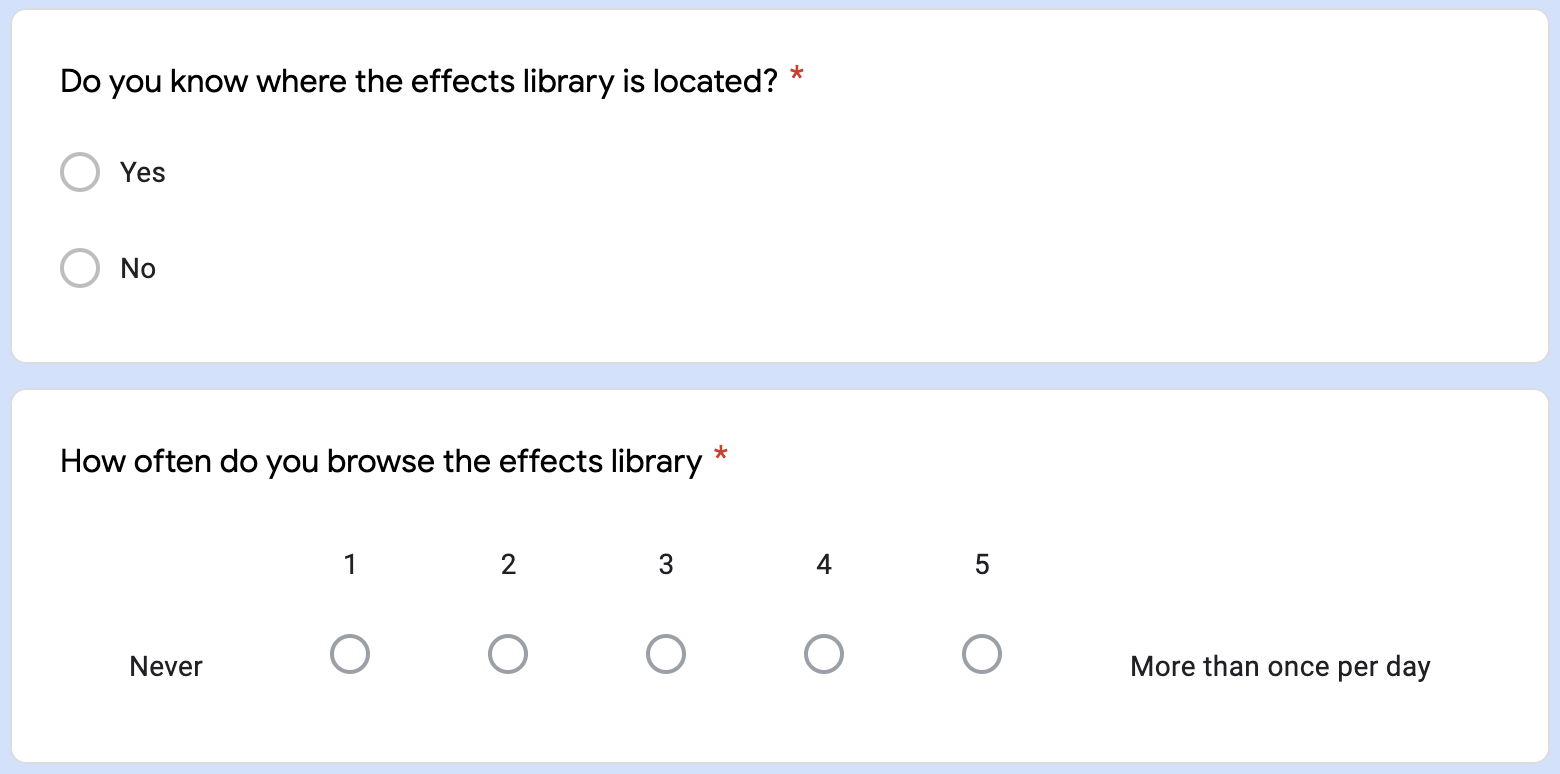 Do you know where the effects library is located? *
Yes
No
How often do you browse the effects library *
1 2 3 4 5
Never More than once per day